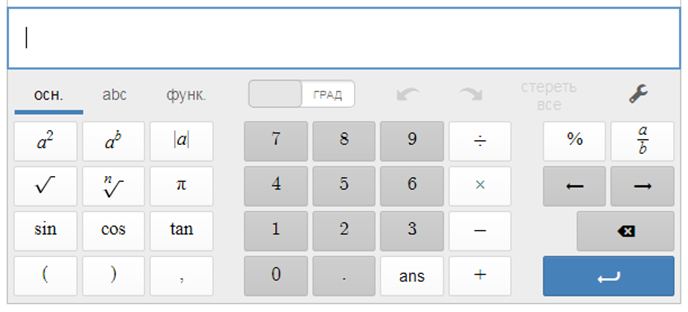 осн. abc функ. ГРАД стереть все
a² aᵇ |a| 7 8 9 ÷ % a/b
√ ⁿ√ π 4 5 6 × ← →
sin cos tan 1 2 3 −
( ) , 0 . ans +